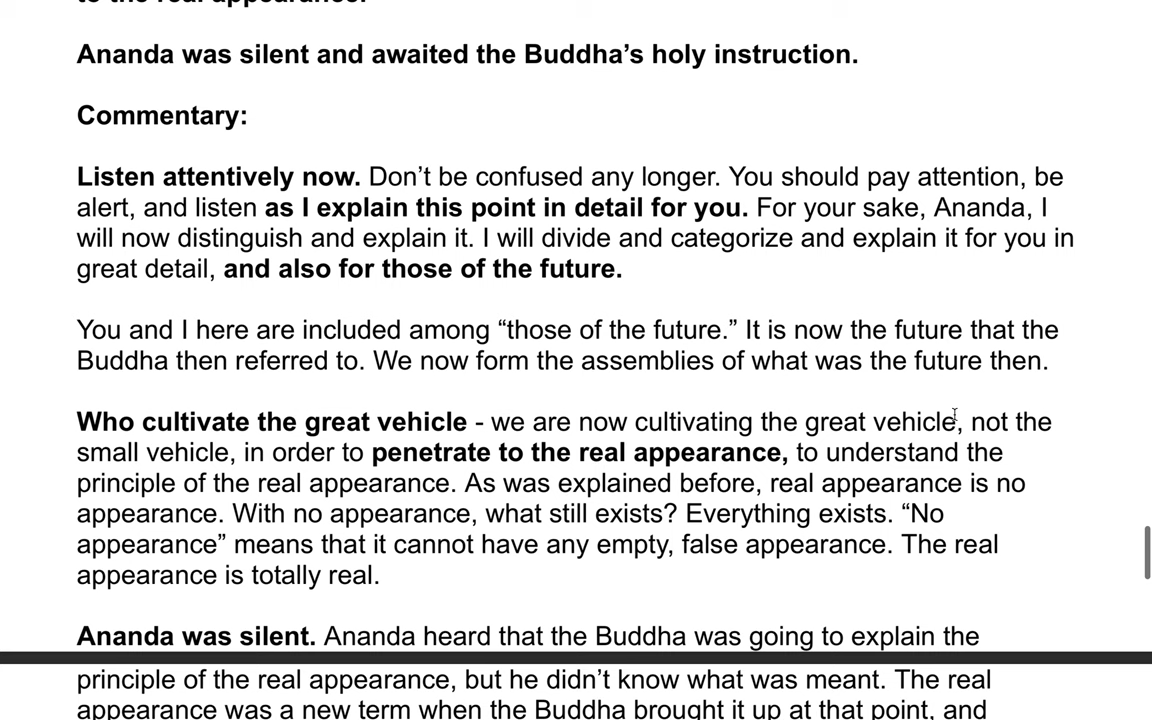 to the real appearance.
Ananda was silent and awaited the Buddha’s holy instruction.
Commentary:
Listen attentively now. Don’t be confused any longer. You should pay attention, be
alert, and listen as I explain this point in detail for you. For your sake, Ananda, I
will now distinguish and explain it. I will divide and categorize and explain it for you in
great detail, and also for those of the future.
You and I here are included among “those of the future.” It is now the future that the
Buddha then referred to. We now form the assemblies of what was the future then.
Who cultivate the great vehicle - we are now cultivating the great vehicle, not the
small vehicle, in order to penetrate to the real appearance, to understand the
principle of the real appearance. As was explained before, real appearance is no
appearance. With no appearance, what still exists? Everything exists. “No
appearance” means that it cannot have any empty, false appearance. The real
appearance is totally real.
Ananda was silent. Ananda heard that the Buddha was going to explain the
principle of the real appearance, but he didn’t know what was meant. The real
appearance was a new term when the Buddha brought it up at that point, and